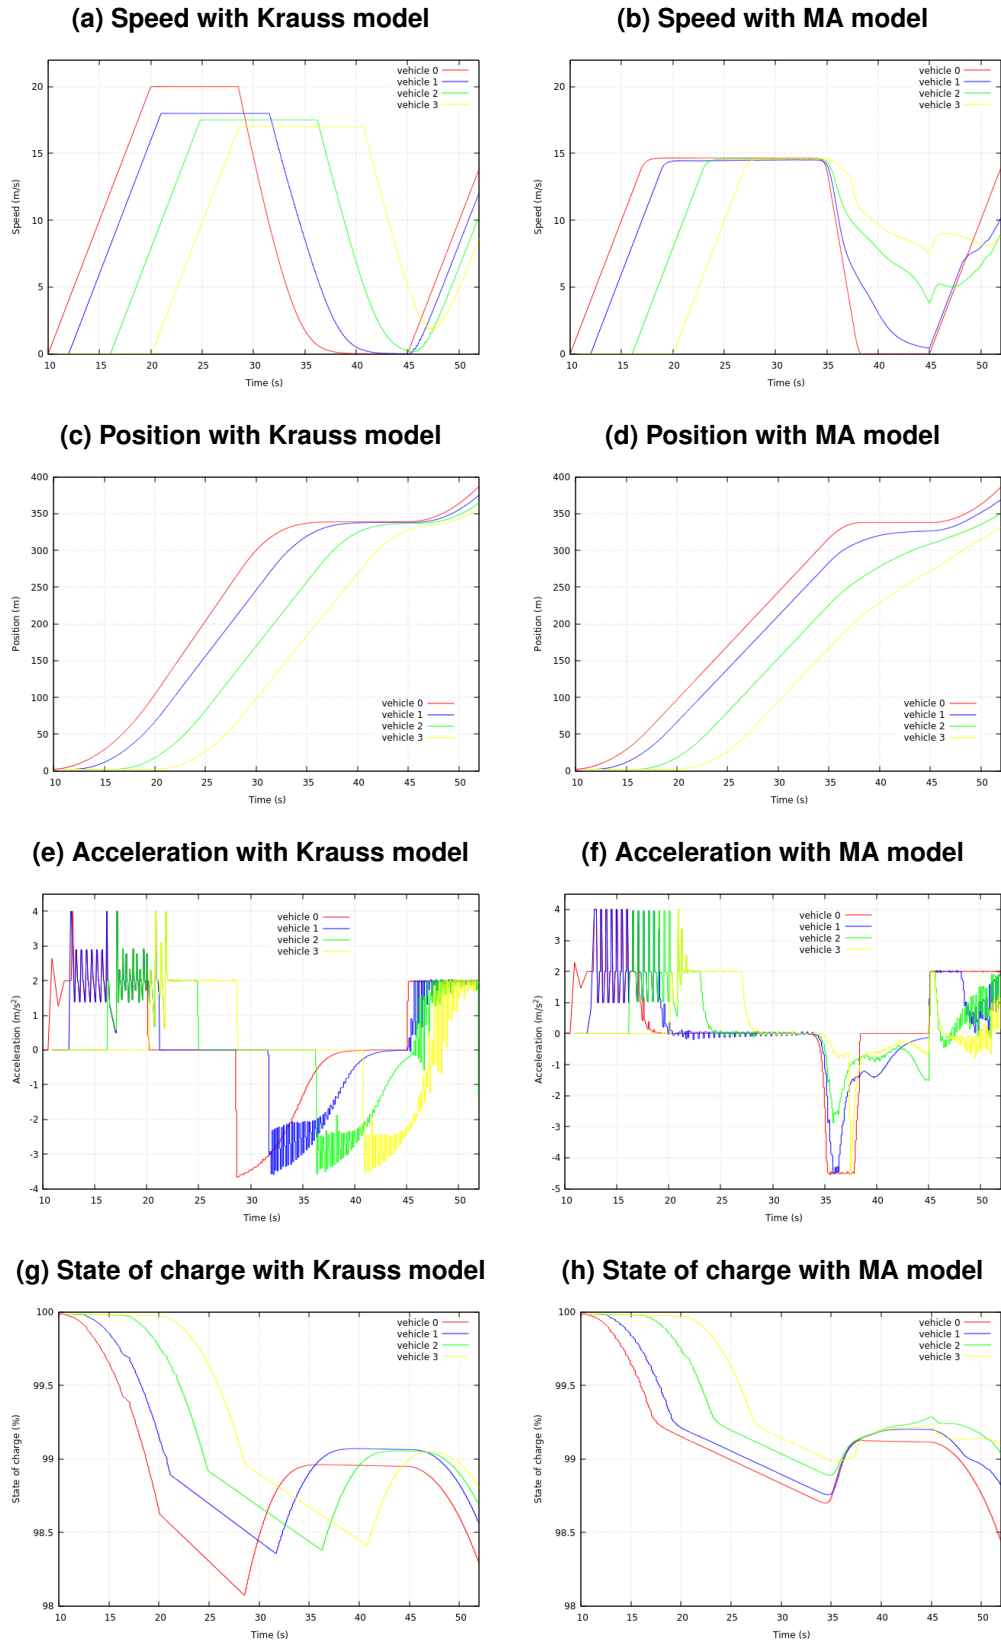 (a) Speed with Krauss model
(b) Speed with MA model
vehicle 0
vehicle 1
vehicle 2
vehicle 3
20
15
10
5
0
Speed (m/s)
10 15 20 25 30 35 40 45 50
Time (s)
vehicle 0
vehicle 1
vehicle 2
vehicle 3
20
15
10
5
0
Speed (m/s)
10 15 20 25 30 35 40 45 50
Time (s)
(c) Position with Krauss model
(d) Position with MA model
400
350
300
250
200
150
100
50
0
Position (m)
vehicle 0
vehicle 1
vehicle 2
vehicle 3
10 15 20 25 30 35 40 45 50
Time (s)
400
350
300
250
200
150
100
50
0
Position (m)
vehicle 0
vehicle 1
vehicle 2
vehicle 3
10 15 20 25 30 35 40 45 50
Time (s)
(e) Acceleration with Krauss model
(f) Acceleration with MA model
vehicle 0
vehicle 1
vehicle 2
vehicle 3
4
3
2
1
0
-1
-2
-3
-4
Acceleration (m/s²)
10 15 20 25 30 35 40 45 50
Time (s)
vehicle 0
vehicle 1
vehicle 2
vehicle 3
4
3
2
1
0
-1
-2
-3
-4
-5
Acceleration (m/s²)
10 15 20 25 30 35 40 45 50
Time (s)
(g) State of charge with Krauss model
(h) State of charge with MA model
vehicle 0
vehicle 1
vehicle 2
vehicle 3
100
99.5
99
98.5
98
State of charge (%)
10 15 20 25 30 35 40 45 50
Time (s)
vehicle 0
vehicle 1
vehicle 2
vehicle 3
100
99.5
99
98.5
98
State of charge (%)
10 15 20 25 30 35 40 45 50
Time (s)